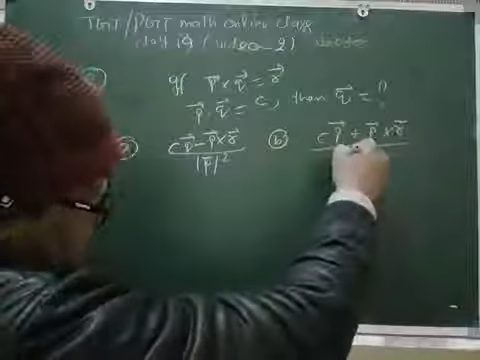 TGT/PGT math online class
day 19 (video 2) vector
If p⃗ × q⃗ = r⃗
p⃗ . q⃗ = c, then q⃗ = ?
(a) (c p⃗ − p⃗ × r⃗) / |p⃗|² (b) c p⃗ + p⃗ × r⃗